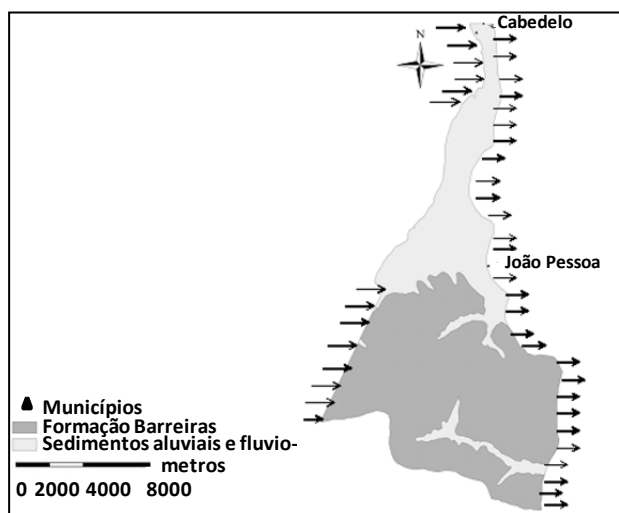 Cabedelo
N
João Pessoa
Municípios
Formação Barreiras
Sedimentos aluviais e fluvio-
metros
0 2000 4000 8000